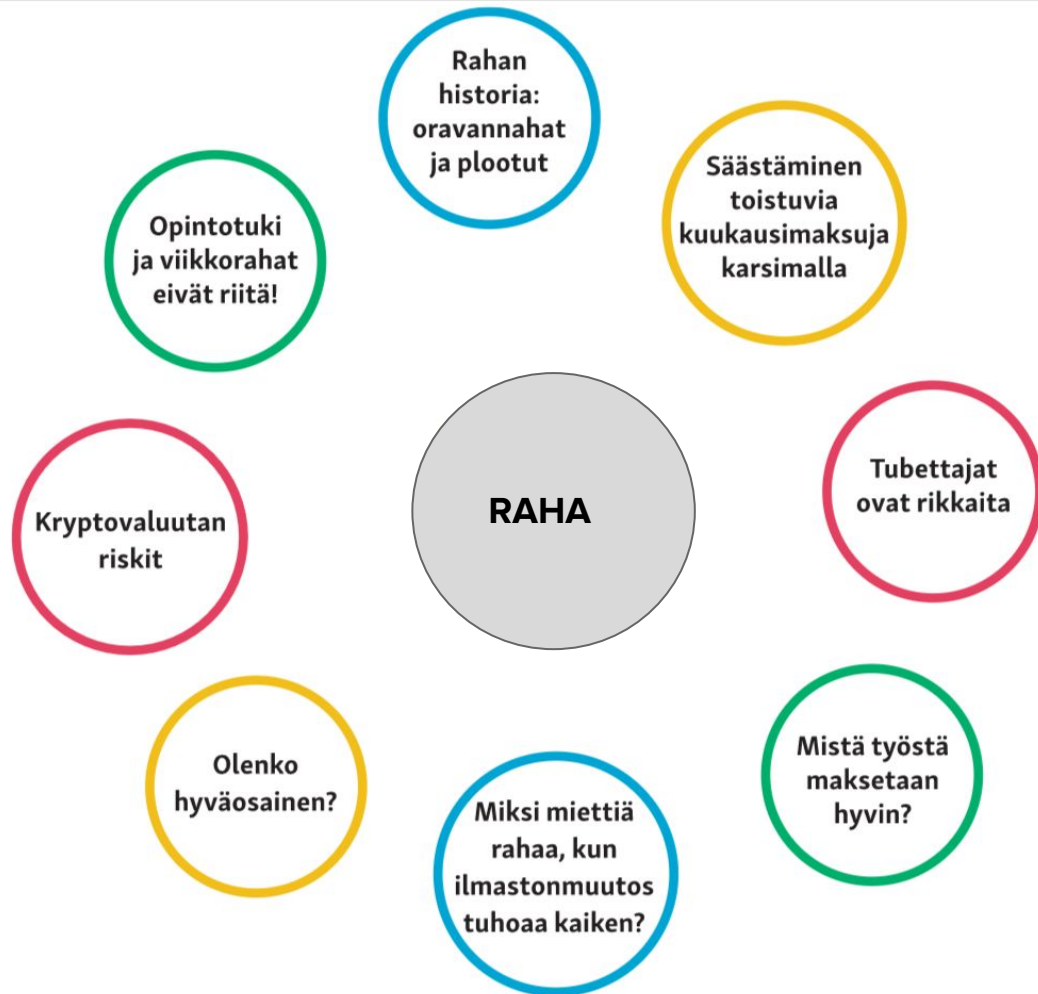 Rahan
historia:
oravannahat
ja plootut
Säästäminen
toistuvia
kuukausimaksuja
karsimalla
Opintotuki
ja viikkorahat
eivät riitä!
Tubettajat
ovat rikkaita
RAHA
Kryptovaluutan
riskit
Mistä työstä
maksetaan
hyvin?
Olenko
hyväosainen?
Miksi miettiä
rahaa, kun
ilmastonmuutos
tuhoaa kaiken?